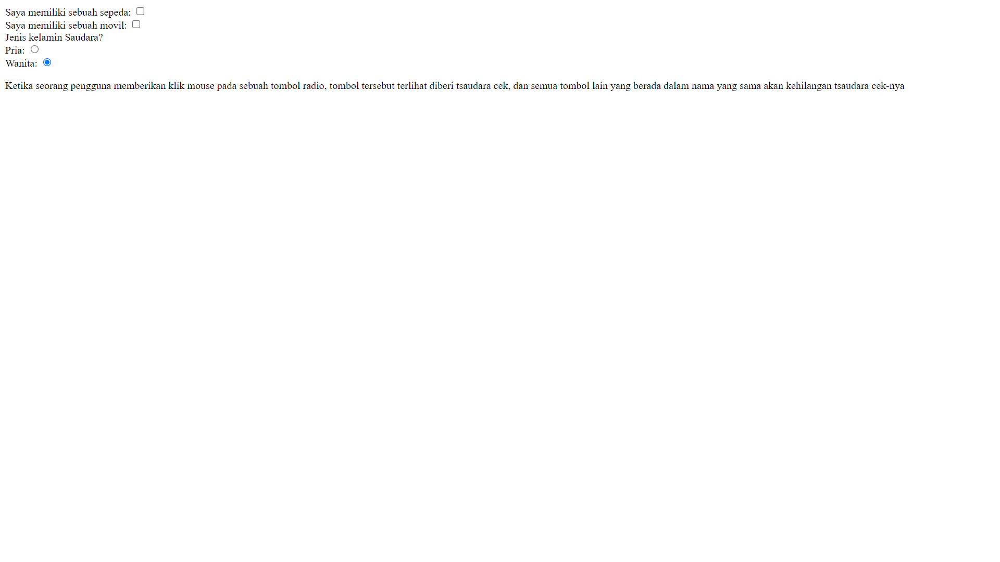 Saya memiliki sebuah sepeda:
Saya memiliki sebuah movil:
Jenis kelamin Saudara?
Pria:
Wanita:
Ketika seorang pengguna memberikan klik mouse pada sebuah tombol radio, tombol tersebut terlihat diberi tsaudara cek, dan semua tombol lain yang berada dalam nama yang sama akan kehilangan tsaudara cek-nya